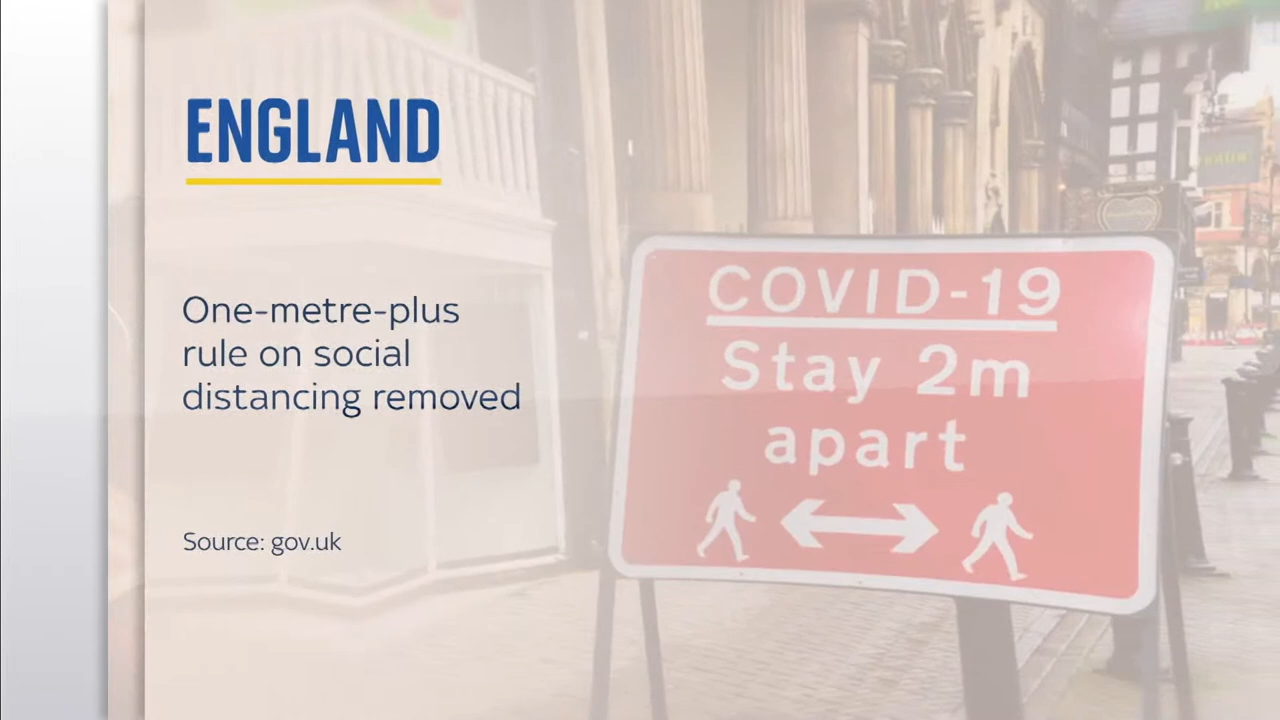 ENGLAND
One-metre-plus
rule on social
distancing removed
Source: gov.uk
COVID-19
Stay 2m
apart